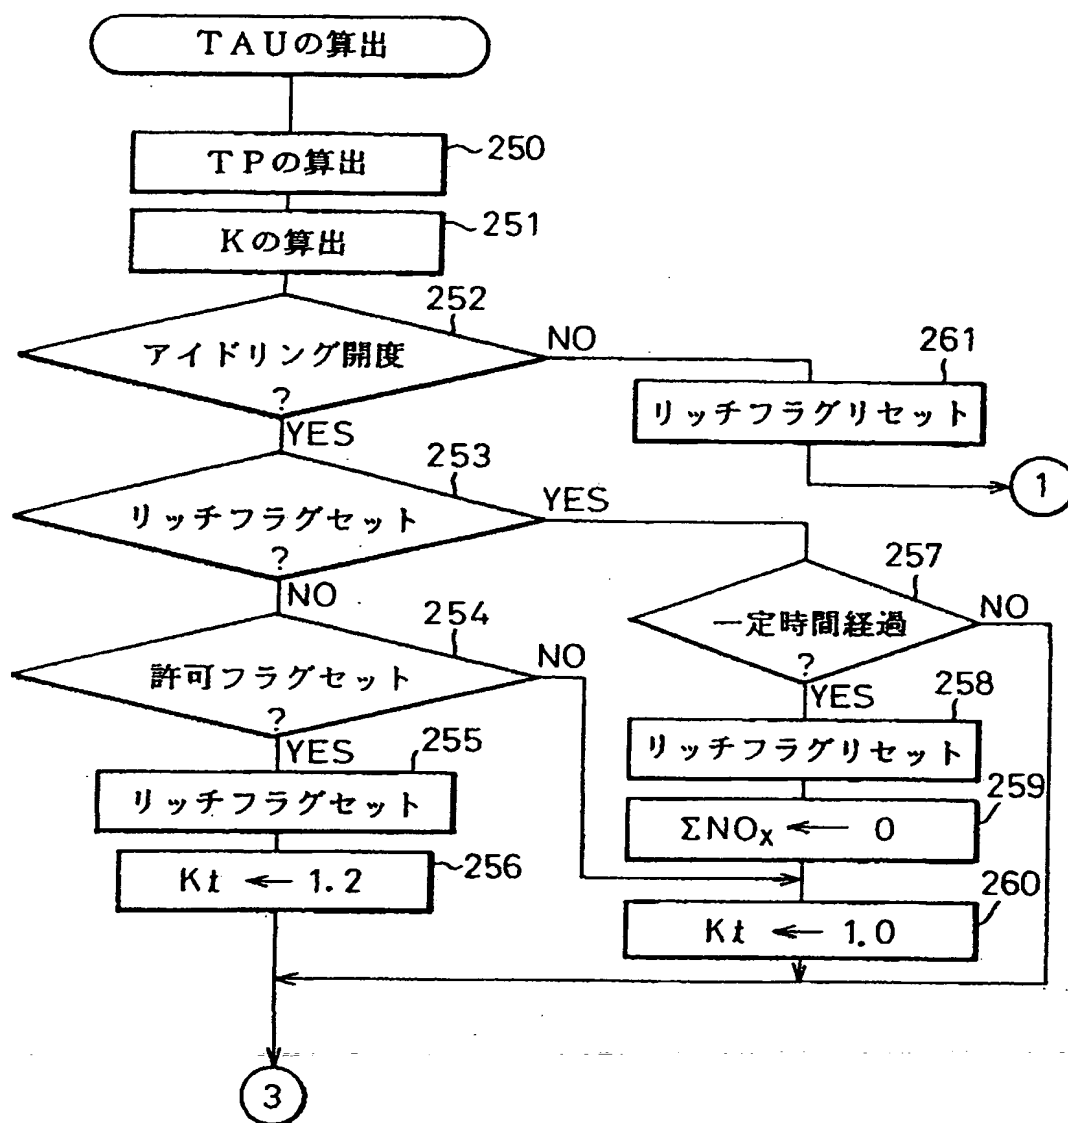 TAUの算出
TPの算出
250
Kの算出
251
252
アイドリング開度
?
NO
YES
261
リッチフラグリセット
1
253
リッチフラグセット
?
YES
NO
257
一定時間経過
?
NO
YES
254
許可フラグセット
?
NO
YES
258
リッチフラグリセット
255
リッチフラグセット
259
ΣNOx ← 0
256
Kt ← 1.2
260
Kt ← 1.0
3